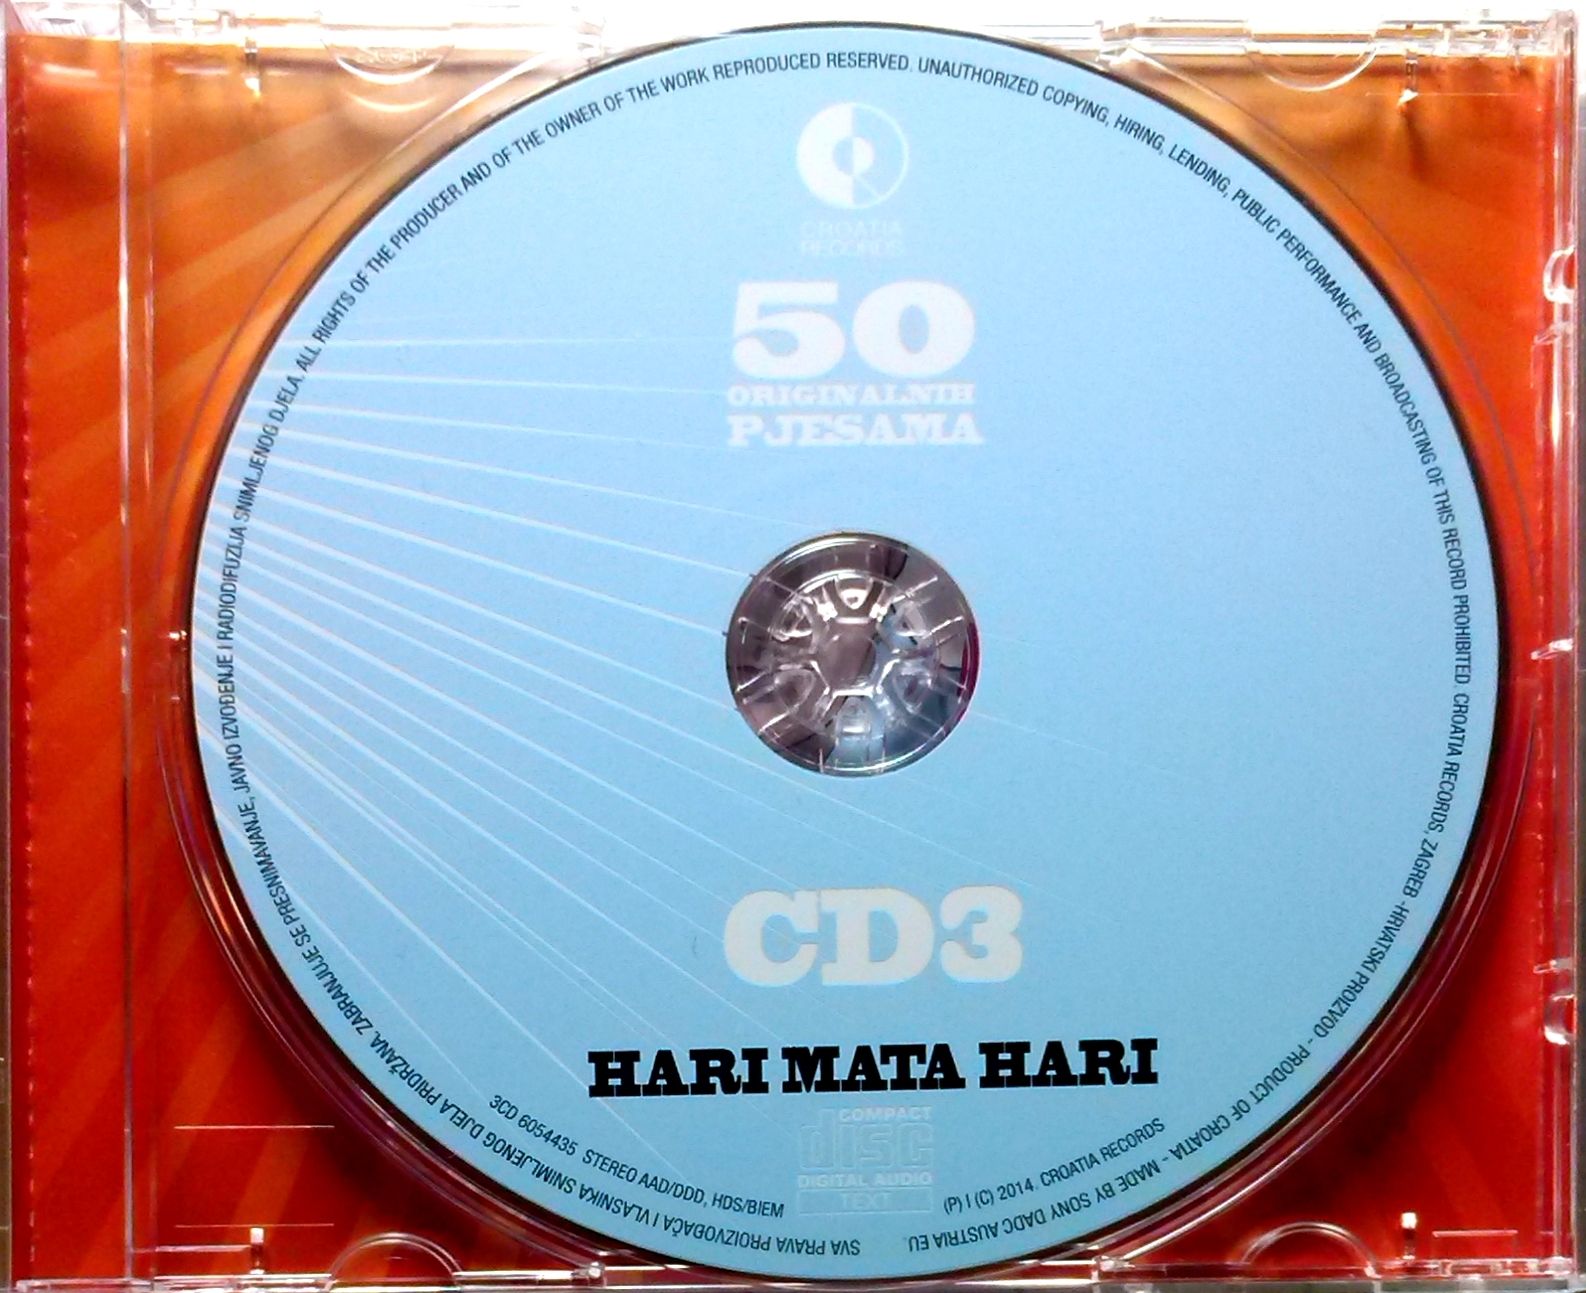 CROATIA
RECORDS
50
ORIGINALNIH
PJESAMA
CD3
HARI MATA HARI
COMPACT
disc
DIGITAL AUDIO
TEXT
3CD 6054435 STEREO AAD/DDD, HDS/BIEM
(P) I (C) 2014. CROATIA RECORDS
SVA PRAVA PROIZVOĐAČA I VLASNIKA SNIMLJENOG DJELA PRIDRŽANA. ZABRANJUJE SE PRESNIMAVANJE, JAVNO IZVOĐENJE I RADIODIFUZIJA SNIMLJENOG DJELA. ALL RIGHTS OF THE PRODUCER AND OF THE OWNER OF THE WORK REPRODUCED RESERVED. UNAUTHORIZED COPYING, HIRING, LENDING, PUBLIC PERFORMANCE AND BROADCASTING OF THIS RECORD PROHIBITED. CROATIA RECORDS, ZAGREB -HRVATSKI PROIZVOD - PRODUCT OF CROATIA - MADE BY SONY DADC AUSTRIA EU